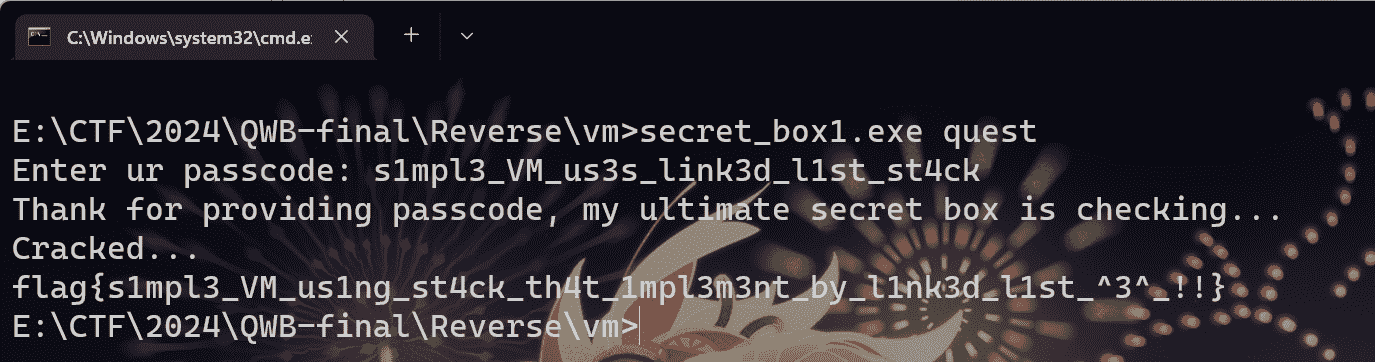 C:\Windows\system32\cmd.e
E:\CTF\2024\QWB-final\Reverse\vm>secret_box1.exe quest
Enter ur passcode: s1mpl3_VM_us3s_link3d_l1st_st4ck
Thank for providing passcode, my ultimate secret box is checking...
Cracked...
flag{s1mpl3_VM_us1ng_st4ck_th4t_1mpl3m3nt_by_l1nk3d_l1st_^3^_!!}
E:\CTF\2024\QWB-final\Reverse\vm>